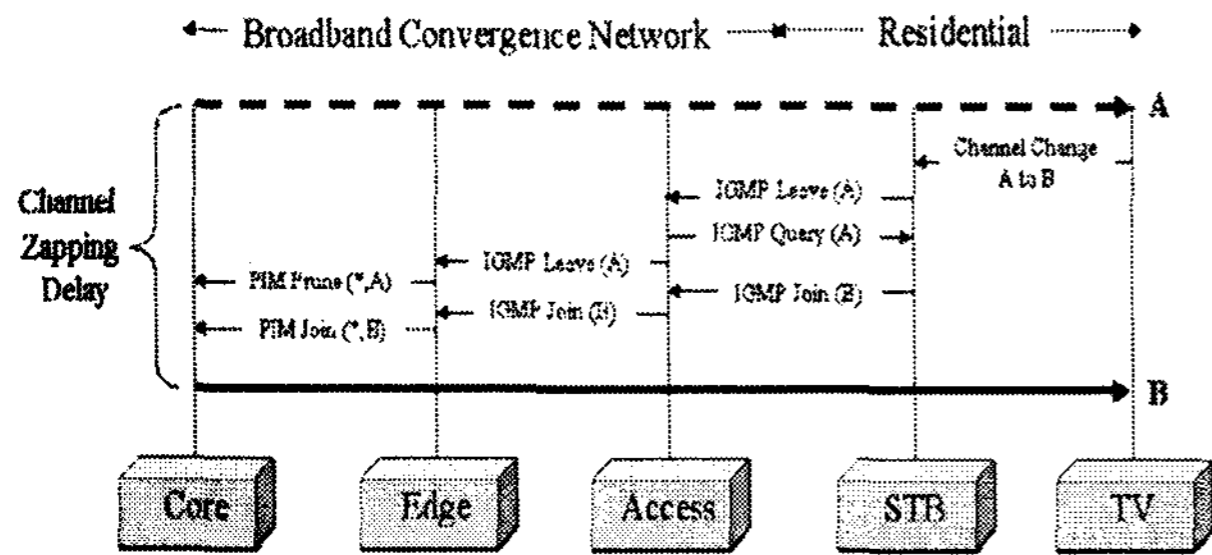 Broadband Convergence Network
Residential
A
Channel Change
A to B
IGMP Leave (A)
IGMP Query (A)
IGMP Leave (A)
PIM Prune (*,A)
IGMP Join (B)
IGMP Join (B)
PIM Join (*,B)
Channel
Zapping
Delay
B
Core
Edge
Access
STB
TV